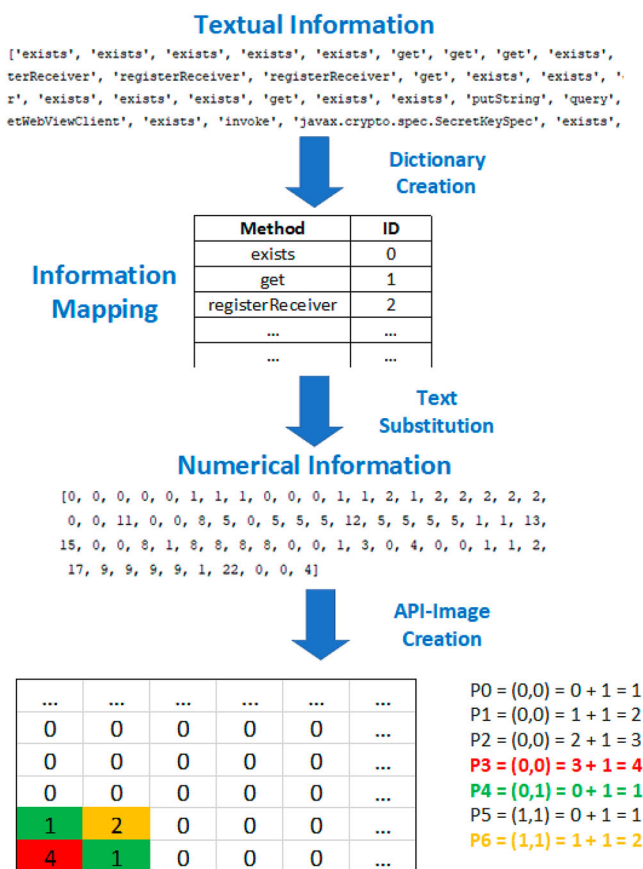 Textual Information
['exists', 'exists', 'exists', 'exists', 'exists', 'get', 'get', 'get', 'exists',
terReceiver', 'registerReceiver', 'registerReceiver', 'get', 'exists', 'exists', '
r', 'exists', 'exists', 'exists', 'get', 'exists', 'exists', 'putString', 'query',
etWebViewClient', 'exists', 'invoke', 'javax.crypto.spec.SecretKeySpec', 'exists',
Dictionary
Creation
Information
Mapping
Method ID
exists 0
get 1
registerReceiver 2
... ...
... ...
Text
Substitution
Numerical Information
[0, 0, 0, 0, 0, 1, 1, 1, 0, 0, 0, 1, 1, 2, 1, 2, 2, 2, 2, 2,
0, 0, 11, 0, 0, 8, 5, 0, 5, 5, 5, 12, 5, 5, 5, 5, 1, 1, 13,
15, 0, 0, 8, 1, 8, 8, 8, 8, 0, 0, 1, 3, 0, 4, 0, 0, 1, 1, 2,
17, 9, 9, 9, 9, 1, 22, 0, 0, 4]
API-Image
Creation
... ... ... ... ... ...
0 0 0 0 0 ...
0 0 0 0 0 ...
0 0 0 0 0 ...
1 2 0 0 0 ...
4 1 0 0 0 ...
P0 = (0,0) = 0 + 1 = 1
P1 = (0,0) = 1 + 1 = 2
P2 = (0,0) = 2 + 1 = 3
P3 = (0,0) = 3 + 1 = 4
P4 = (0,1) = 0 + 1 = 1
P5 = (1,1) = 0 + 1 = 1
P6 = (1,1) = 1 + 1 = 2